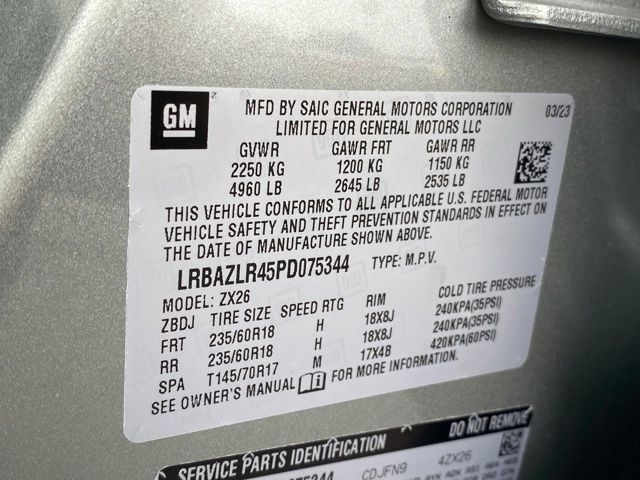 GM
MFD BY SAIC GENERAL MOTORS CORPORATION 03/23
LIMITED FOR GENERAL MOTORS LLC
GVWR GAWR FRT GAWR RR
2250 KG 1200 KG 1150 KG
4960 LB 2645 LB 2535 LB
THIS VEHICLE CONFORMS TO ALL APPLICABLE U.S. FEDERAL MOTOR
VEHICLE SAFETY AND THEFT PREVENTION STANDARDS IN EFFECT ON
THE DATE OF MANUFACTURE SHOWN ABOVE.
LRBAZLR45PD075344 TYPE: M.P.V.
MODEL: ZX26
ZBDJ TIRE SIZE SPEED RTG RIM COLD TIRE PRESSURE
FRT 235/60R18 H 18X8J 240KPA(35PSI)
RR 235/60R18 H 18X8J 240KPA(35PSI)
SPA T145/70R17 M 17X4B 420KPA(60PSI)
SEE OWNER'S MANUAL FOR MORE INFORMATION.
SERVICE PARTS IDENTIFICATION DO NOT REMOVE
CDJFN9 4ZX26